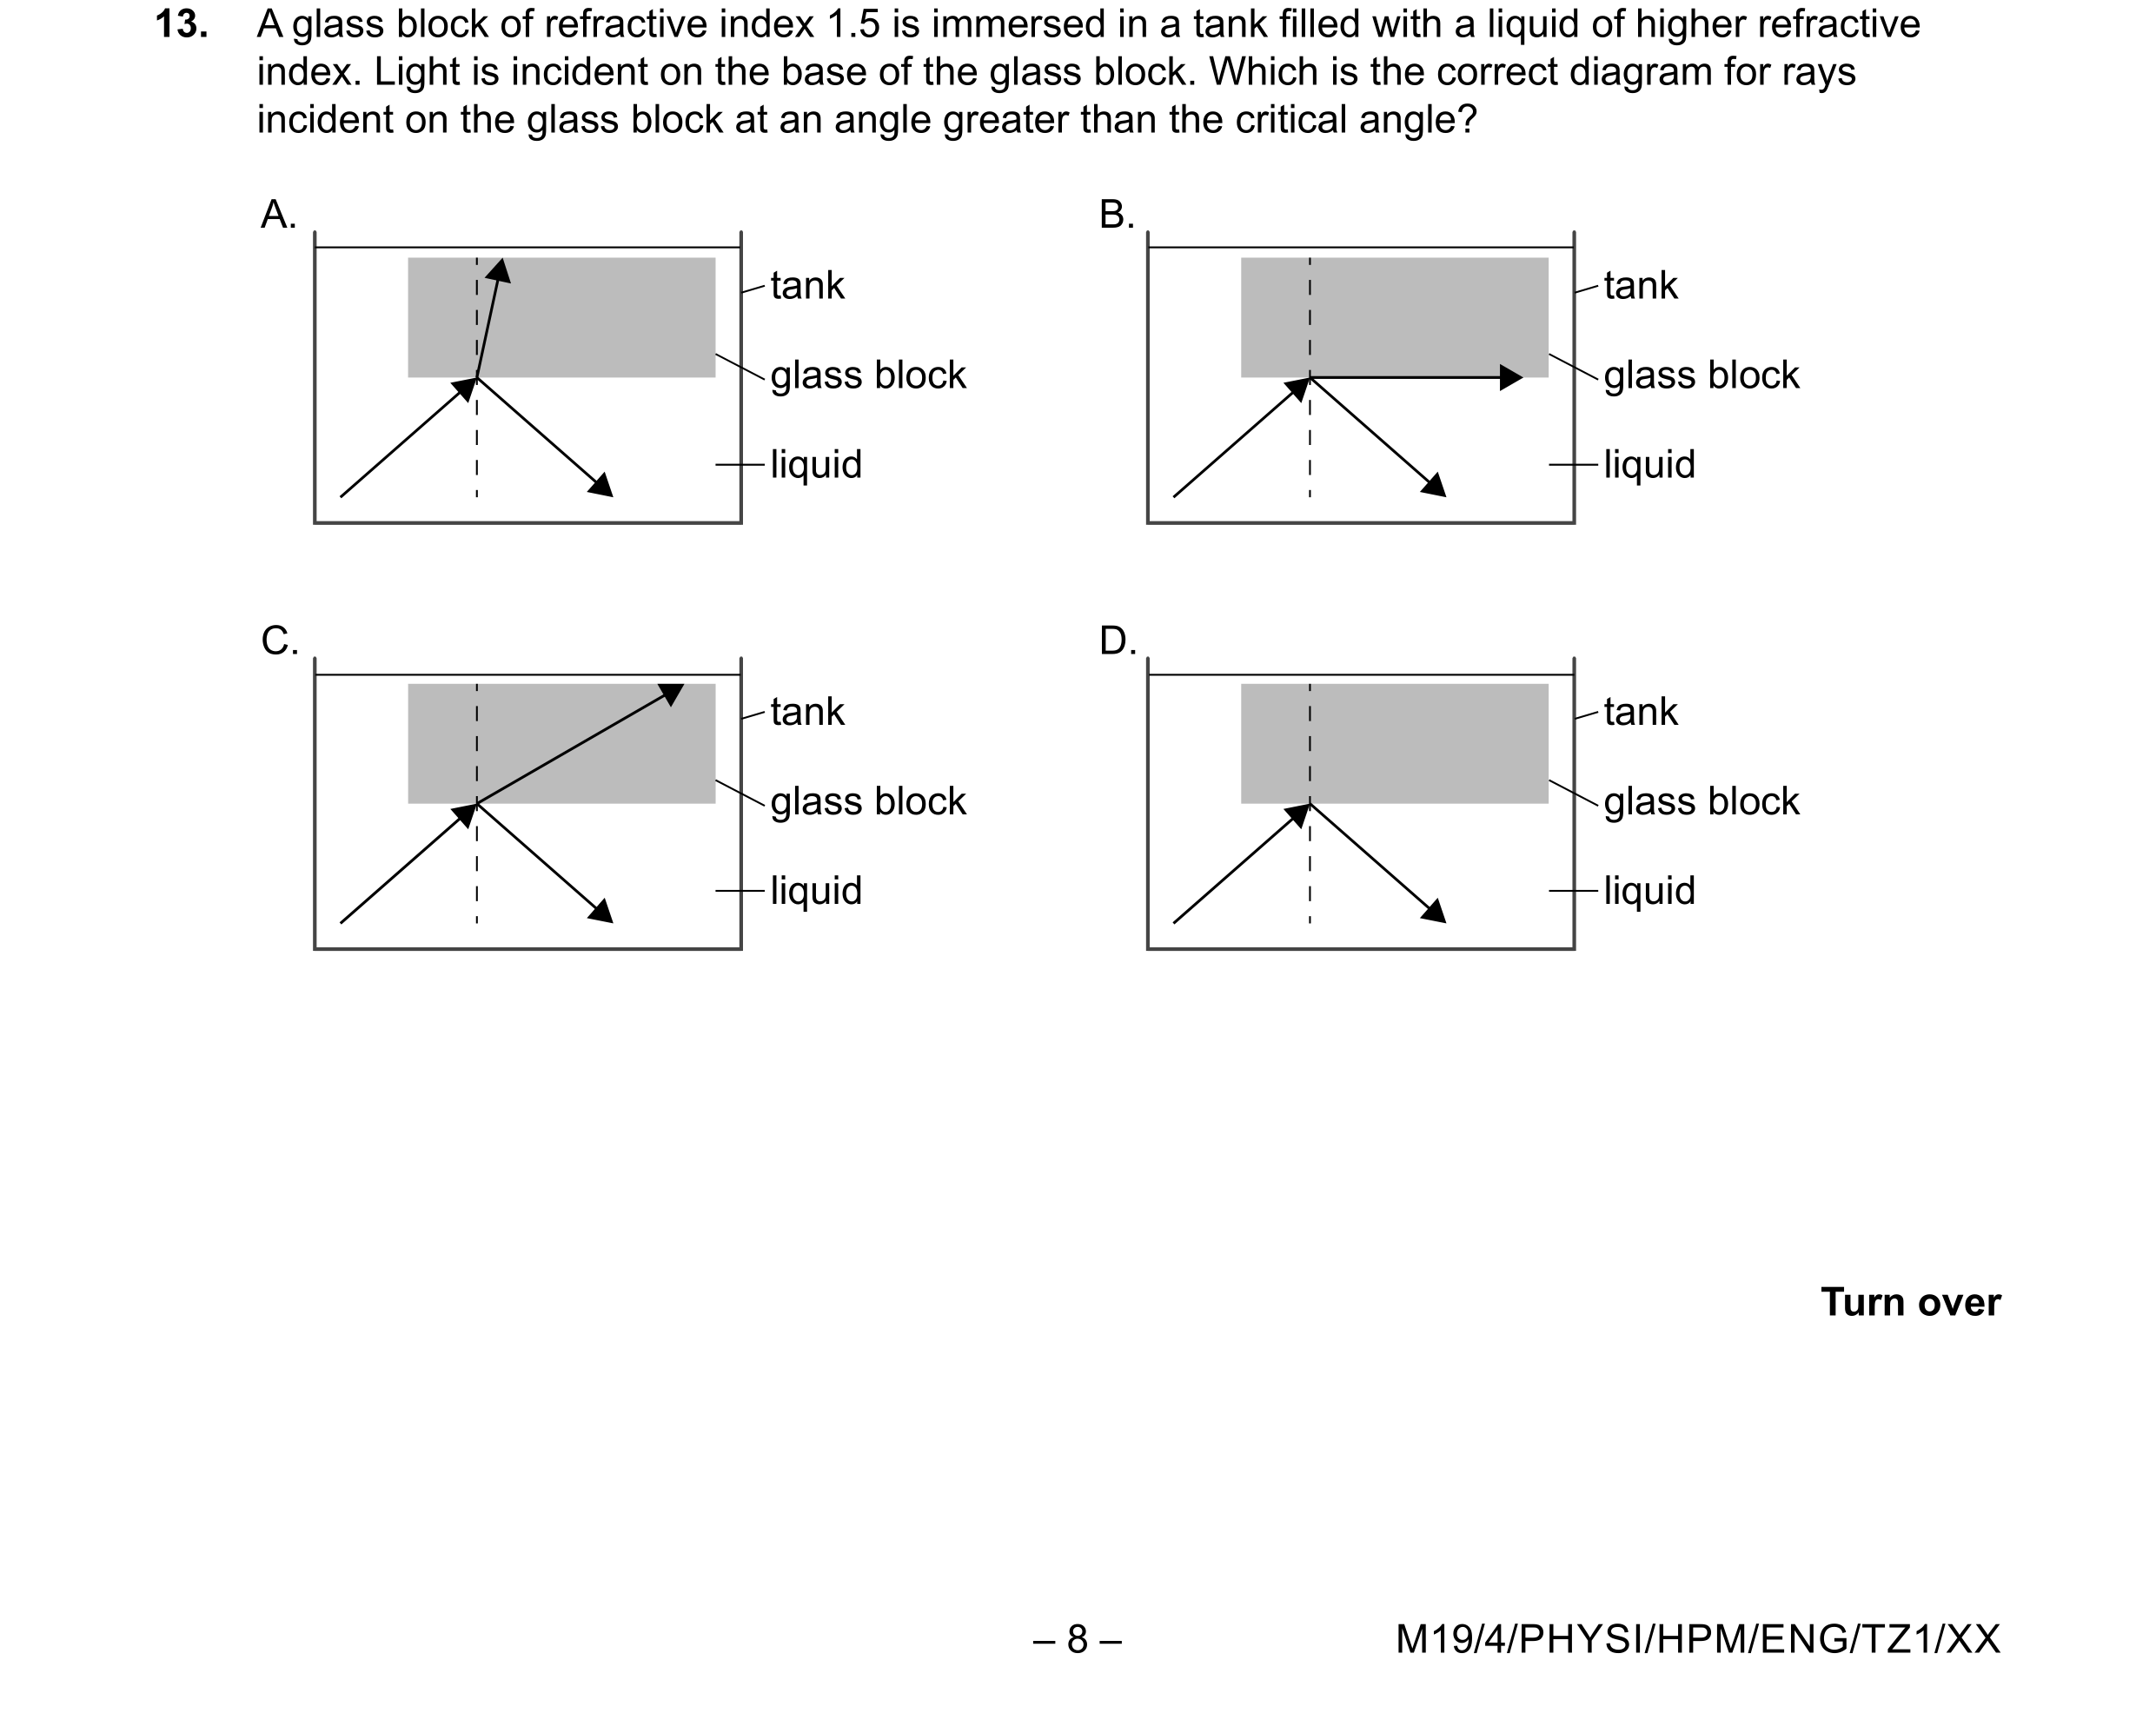 13. A glass block of refractive index 1.5 is immersed in a tank filled with a liquid of higher refractive
index. Light is incident on the base of the glass block. Which is the correct diagram for rays
incident on the glass block at an angle greater than the critical angle?
A.
tank
glass block
liquid
B.
tank
glass block
liquid
C.
tank
glass block
liquid
D.
tank
glass block
liquid
Turn over
– 8 –
M19/4/PHYSI/HPM/ENG/TZ1/XX